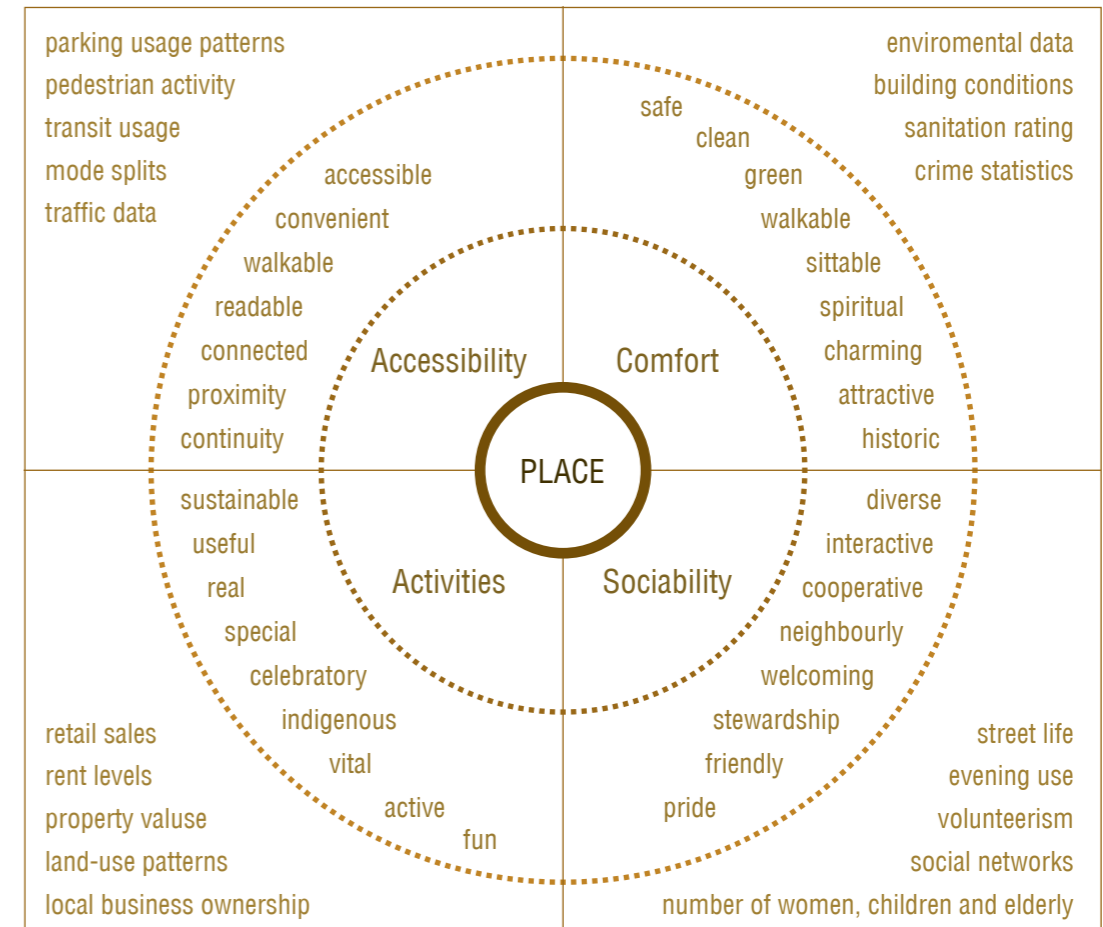 parking usage patterns
pedestrian activity
transit usage
mode splits
traffic data
enviromental data
building conditions
sanitation rating
crime statistics
accessible
convenient
walkable
readable
connected
proximity
continuity
safe
clean
green
walkable
sittable
spiritual
charming
attractive
historic
Accessibility
Comfort
PLACE
Activities
Sociability
sustainable
useful
real
special
celebratory
indigenous
vital
active
fun
diverse
interactive
cooperative
neighbourly
welcoming
stewardship
friendly
pride
retail sales
rent levels
property valuse
land-use patterns
local business ownership
street life
evening use
volunteerism
social networks
number of women, children and elderly